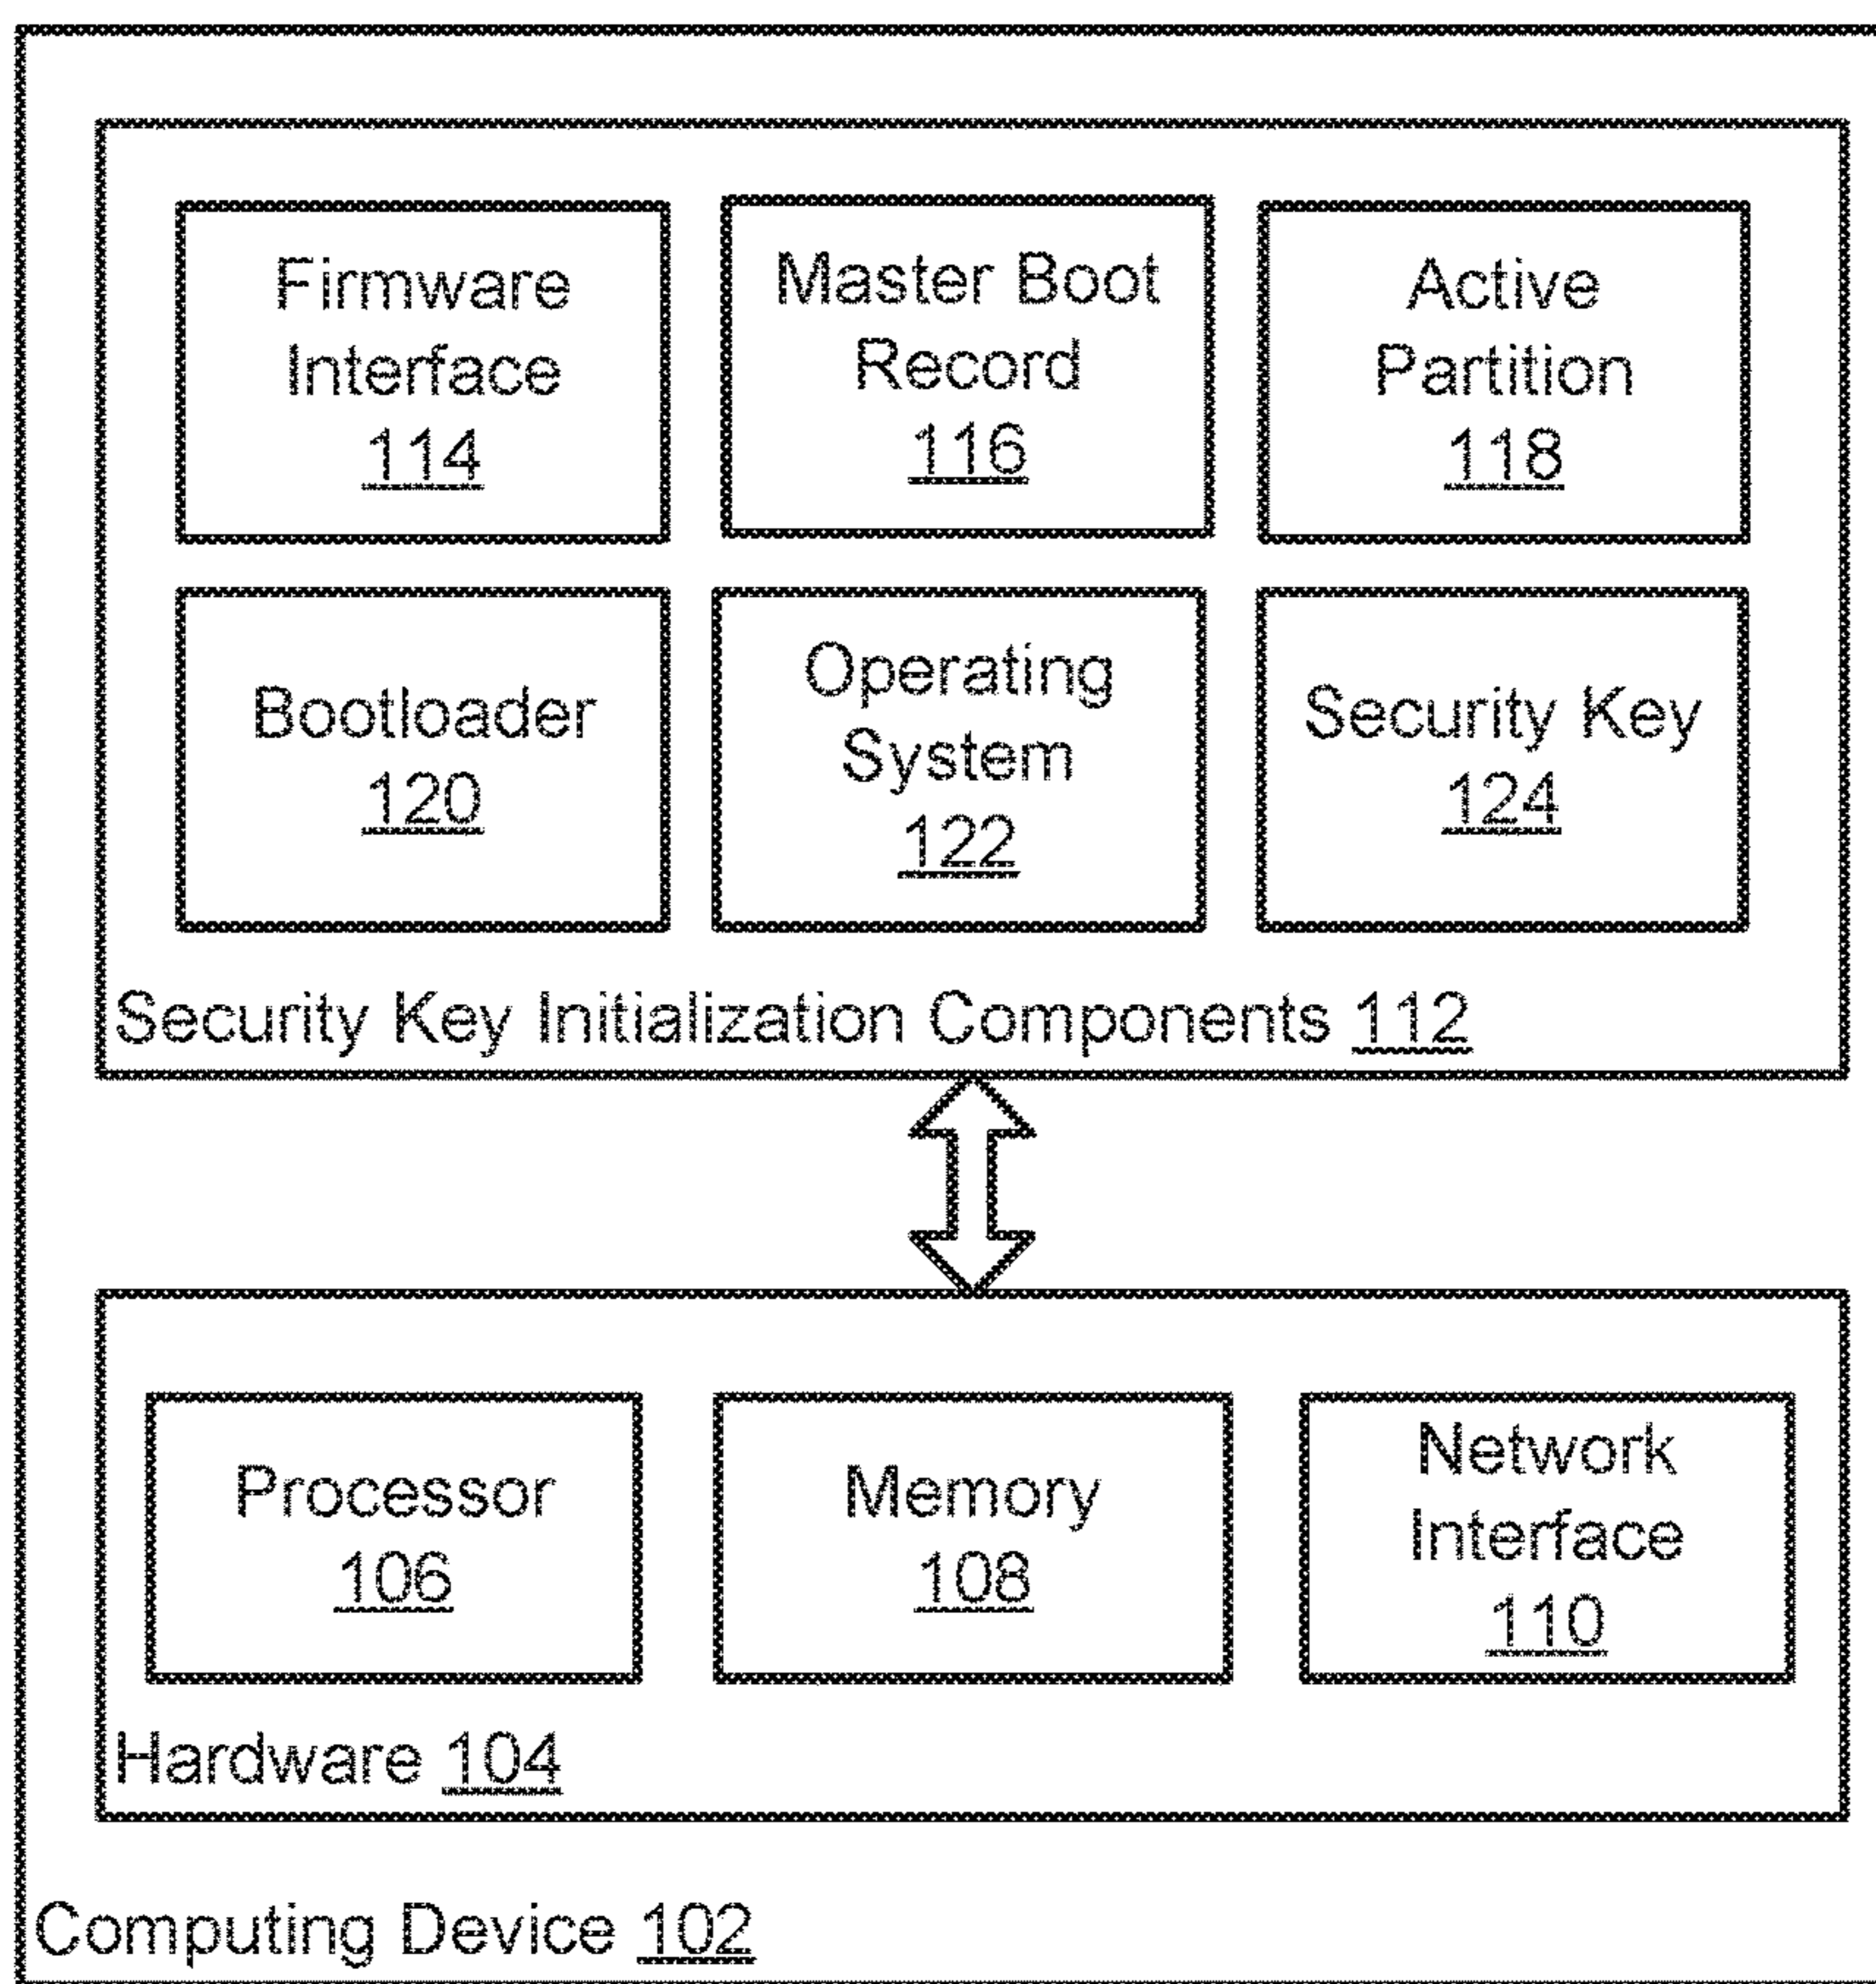 Firmware
Interface
114
Master Boot
Record
116
Active
Partition
118
Bootloader
120
Operating
System
122
Security Key
124
Security Key Initialization Components 112
Processor
106
Memory
108
Network
Interface
110
Hardware 104
Computing Device 102